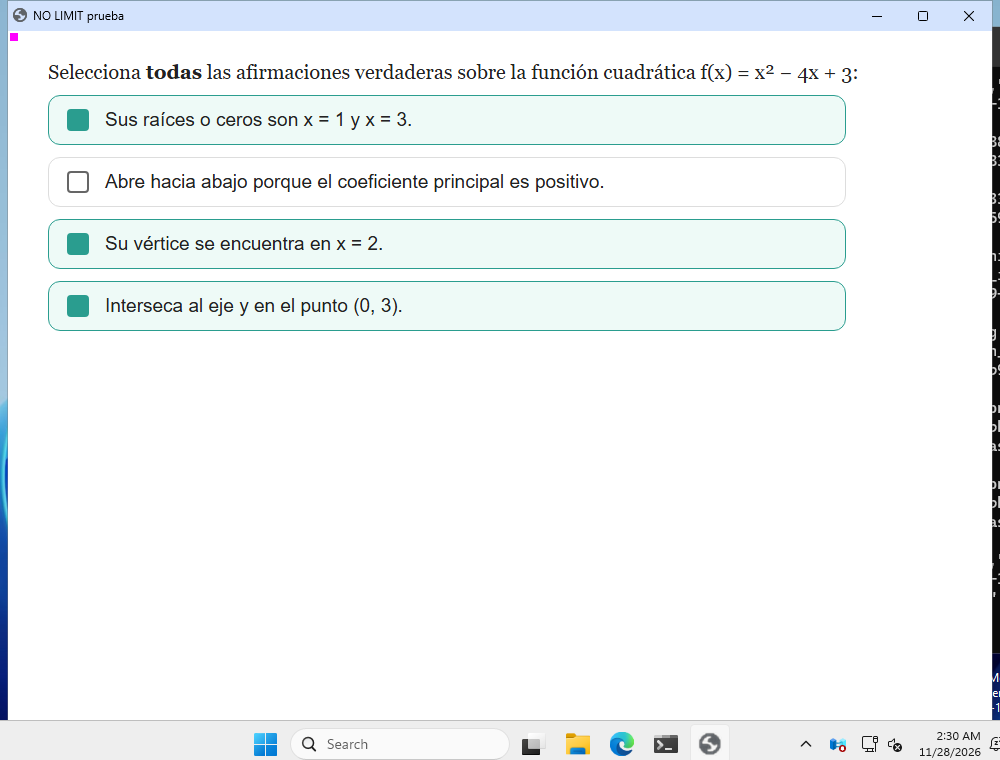 NO LIMIT prueba
Selecciona todas las afirmaciones verdaderas sobre la función cuadrática f(x) = x² − 4x + 3:
Sus raíces o ceros son x = 1 y x = 3.
Abre hacia abajo porque el coeficiente principal es positivo.
Su vértice se encuentra en x = 2.
Interseca al eje y en el punto (0, 3).
Search
2:30 AM
11/28/2026